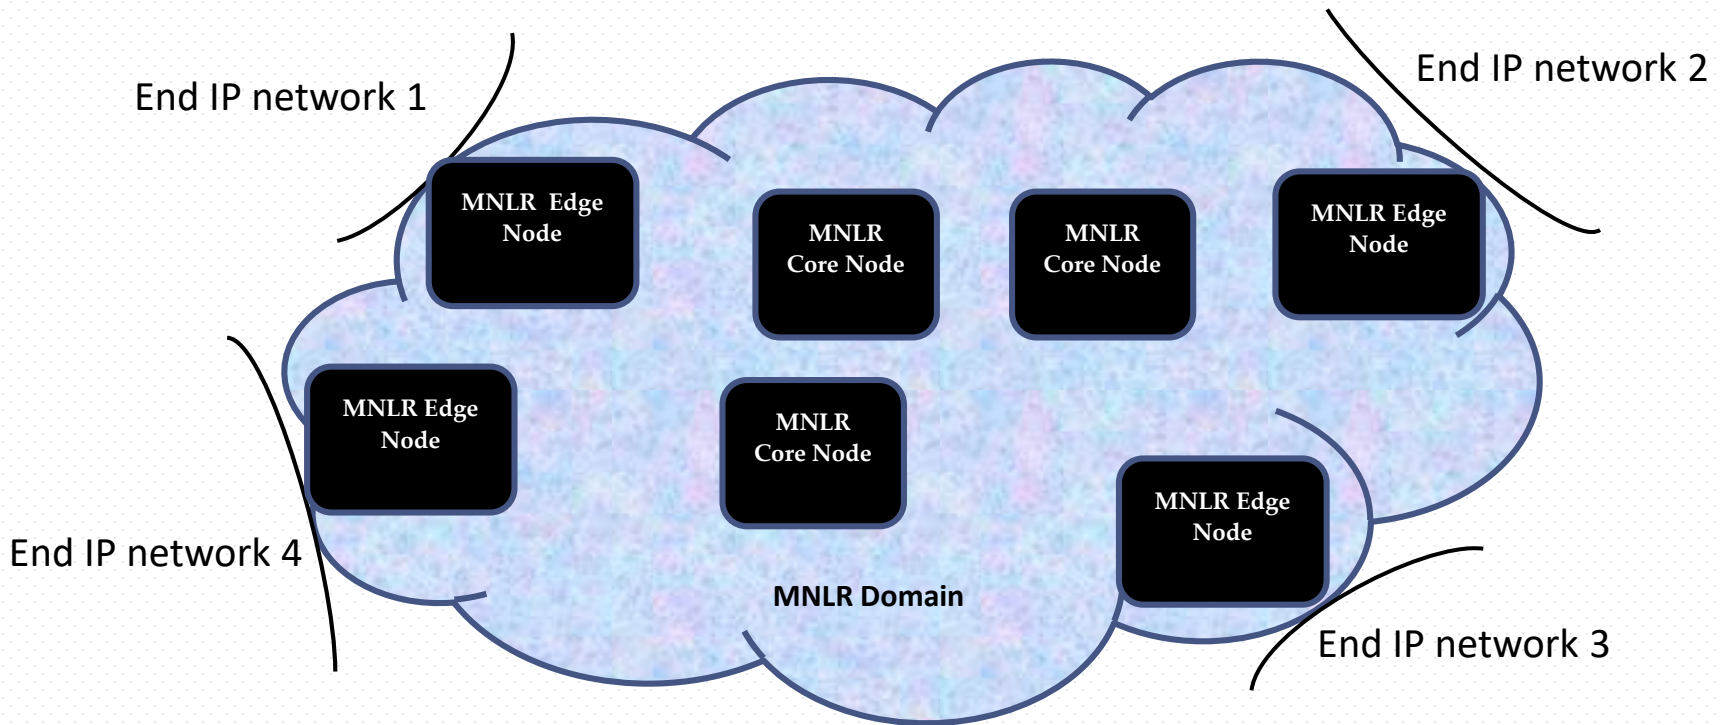 End IP network 1
End IP network 2
MNLR Edge
Node
MNLR
Core Node
MNLR
Core Node
MNLR Edge
Node
MNLR Edge
Node
MNLR
Core Node
MNLR Edge
Node
End IP network 4
MNLR Domain
End IP network 3